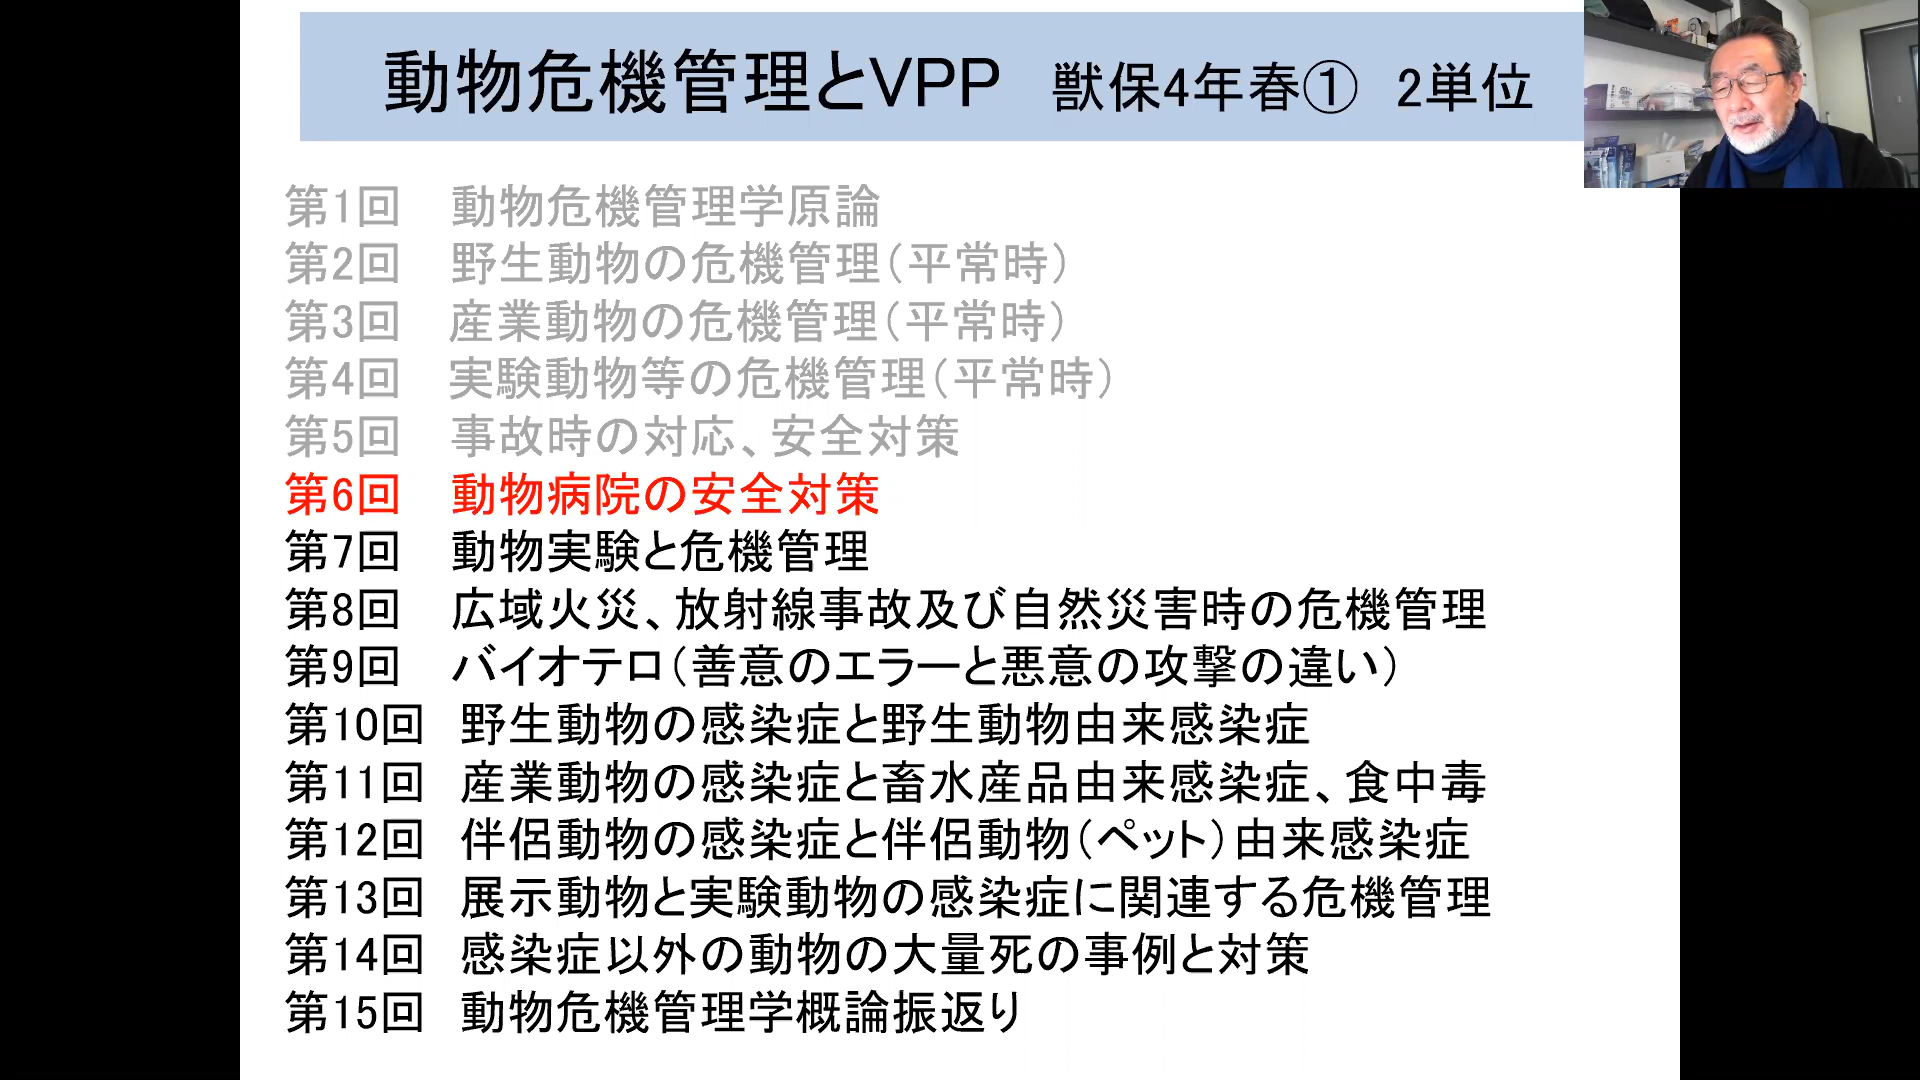 動物危機管理とVPP　獣保4年春①　2単位
第1回　動物危機管理学原論
第2回　野生動物の危機管理（平常時）
第3回　産業動物の危機管理（平常時）
第4回　実験動物等の危機管理（平常時）
第5回　事故時の対応、安全対策
第6回　動物病院の安全対策
第7回　動物実験と危機管理
第8回　広域火災、放射線事故及び自然災害時の危機管理
第9回　バイオテロ（善意のエラーと悪意の攻撃の違い）
第10回　野生動物の感染症と野生動物由来感染症
第11回　産業動物の感染症と畜水産品由来感染症、食中毒
第12回　伴侶動物の感染症と伴侶動物（ペット）由来感染症
第13回　展示動物と実験動物の感染症に関連する危機管理
第14回　感染症以外の動物の大量死の事例と対策
第15回　動物危機管理学概論振返り